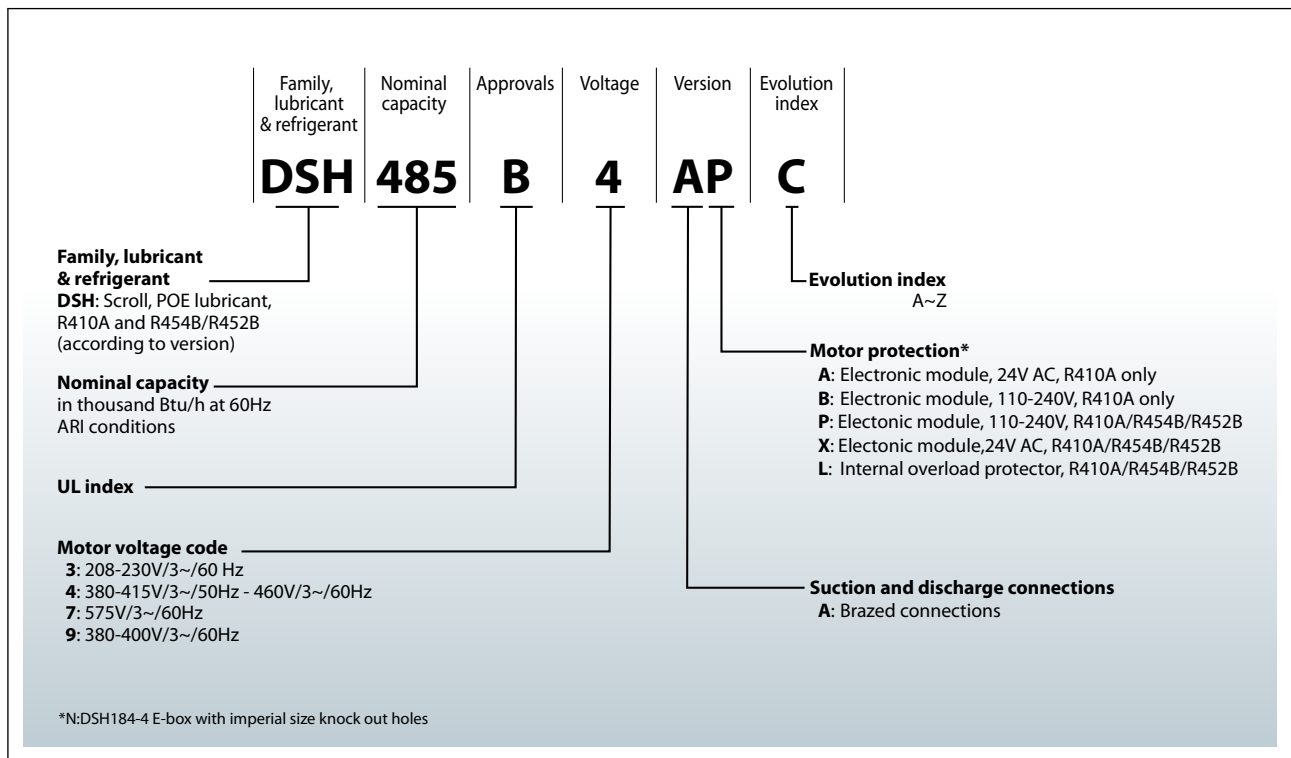 Family,
lubricant
& refrigerant
Nominal
capacity
Approvals
Voltage
Version
Evolution
index
DSH 485 B 4 AP C
Family, lubricant
& refrigerant
DSH: Scroll, POE lubricant,
R410A and R454B/R452B
(according to version)
Nominal capacity
in thousand Btu/h at 60Hz
ARI conditions
UL index
Motor voltage code
3: 208-230V/3~/60 Hz
4: 380-415V/3~/50Hz - 460V/3~/60Hz
7: 575V/3~/60Hz
9: 380-400V/3~/60Hz
Evolution index
A~Z
Motor protection*
A: Electronic module, 24V AC, R410A only
B: Electronic module, 110-240V, R410A only
P: Electonic module, 110-240V, R410A/R454B/R452B
X: Electonic module,24V AC, R410A/R454B/R452B
L: Internal overload protector, R410A/R454B/R452B
Suction and discharge connections
A: Brazed connections
*N:DSH184-4 E-box with imperial size knock out holes